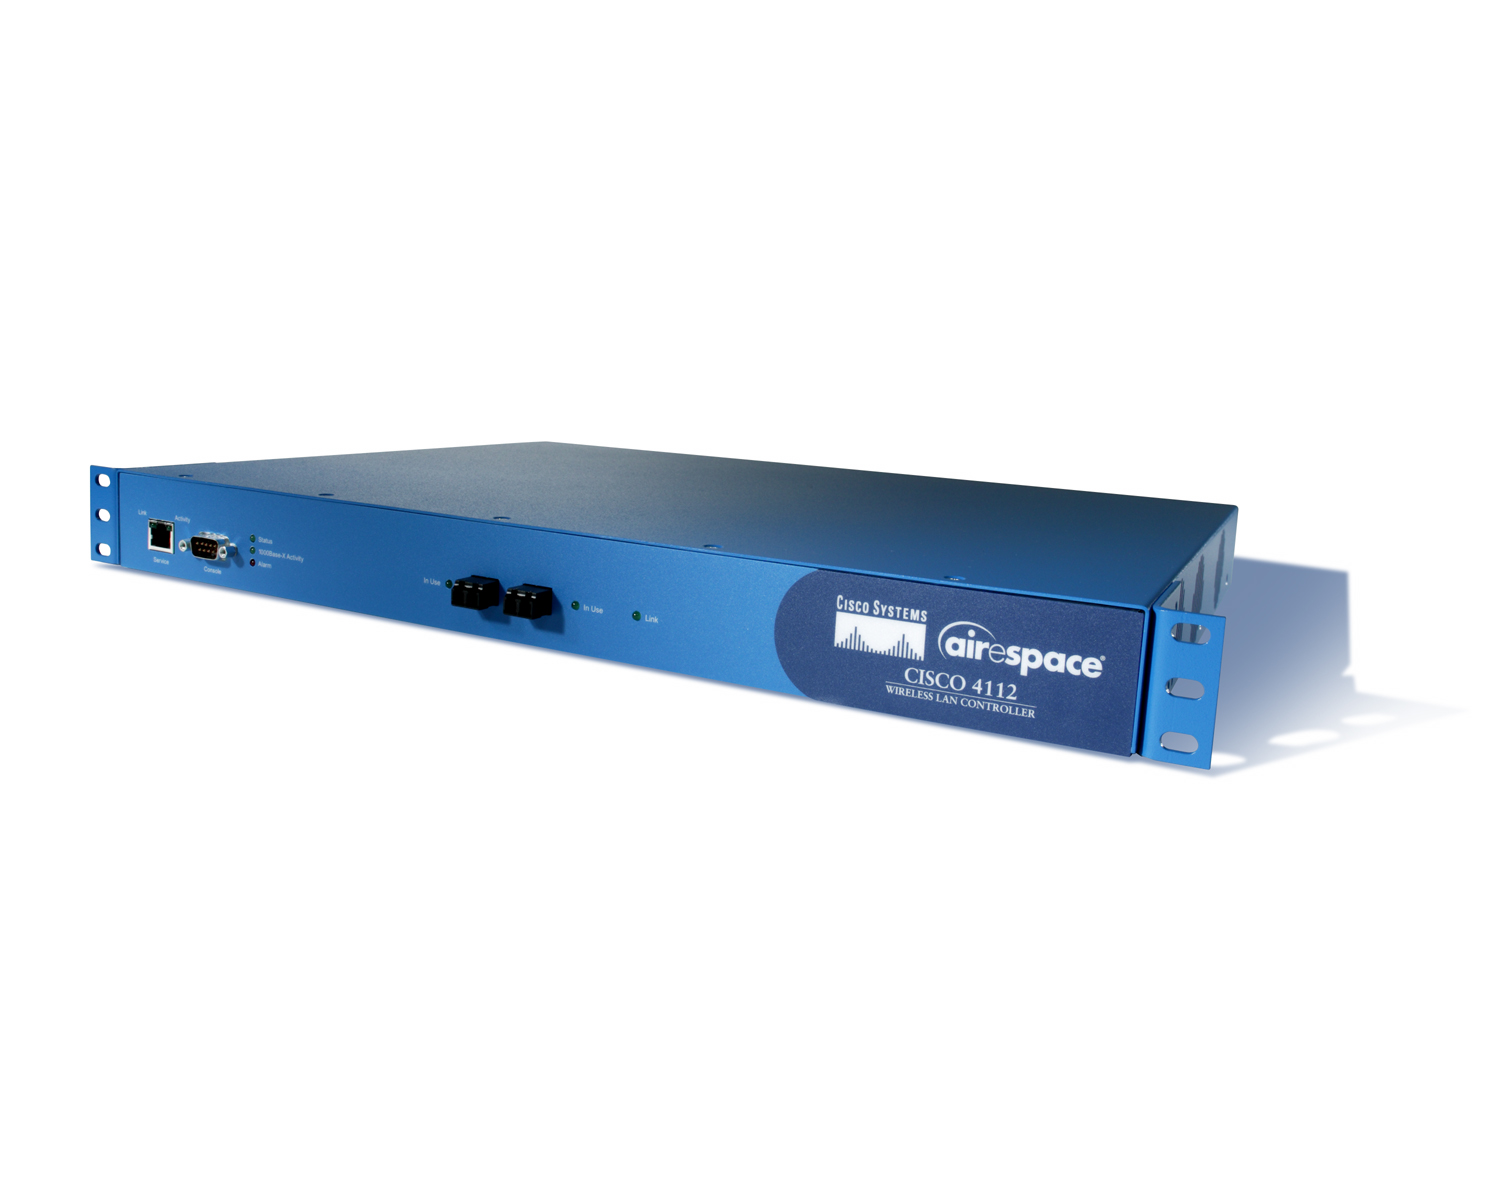 Link
Activity
Service
Console
Status
1000Base-X Activity
Alarm
In Use
In Use
Link
CISCO SYSTEMS
airespace®
CISCO 4112
WIRELESS LAN CONTROLLER